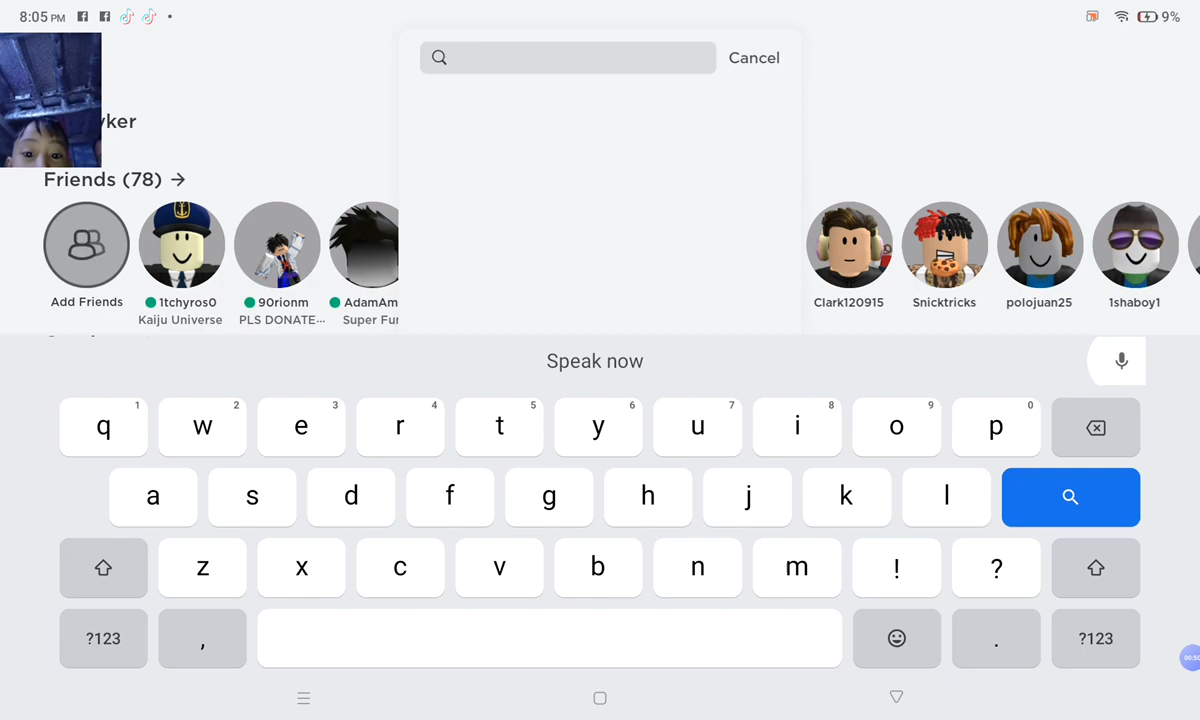 8:05 PM
9%
Cancel
yker
Friends (78) →
Add Friends
1tchyros0
Kaiju Universe
90rionm
PLS DONATE...
AdamAm
Super Fur
Clark120915
Snicktricks
polojuan25
1shaboy1
Speak now
q 1 w 2 e 3 r 4 t 5 y 6 u 7 i 8 o 9 p 0
a s d f g h j k l
z x c v b n m ! ?
?123 , . ?123